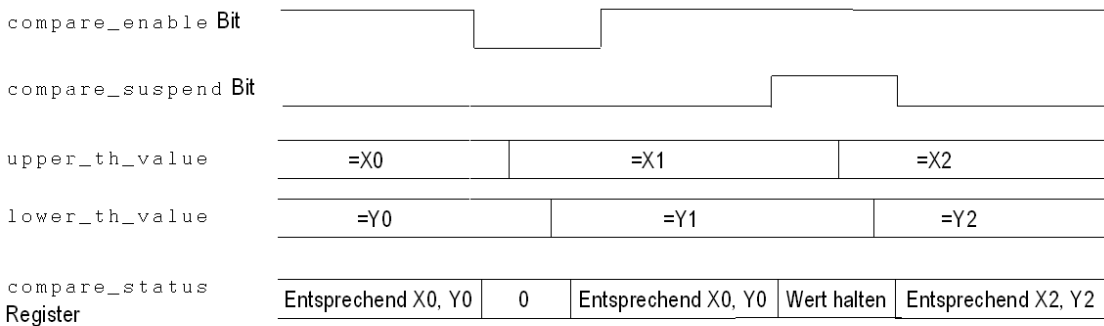 compare_enable Bit
compare_suspend Bit
upper_th_value =X0 =X1 =X2
lower_th_value =Y0 =Y1 =Y2
compare_status
Register Entsprechend X0, Y0 0 Entsprechend X0, Y0 Wert halten Entsprechend X2, Y2